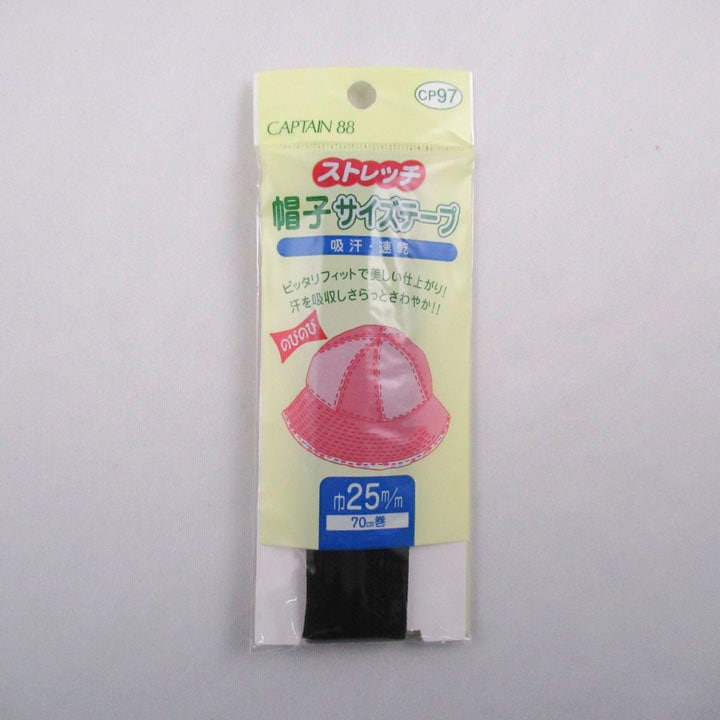 CP97
CAPTAIN 88
ストレッチ
帽子サイズテープ
吸汗・速乾
ピッタリフィットで美しい仕上がり!
汗を吸収しさらっとさわやか!!
のびのび
巾25m/m
70cm巻